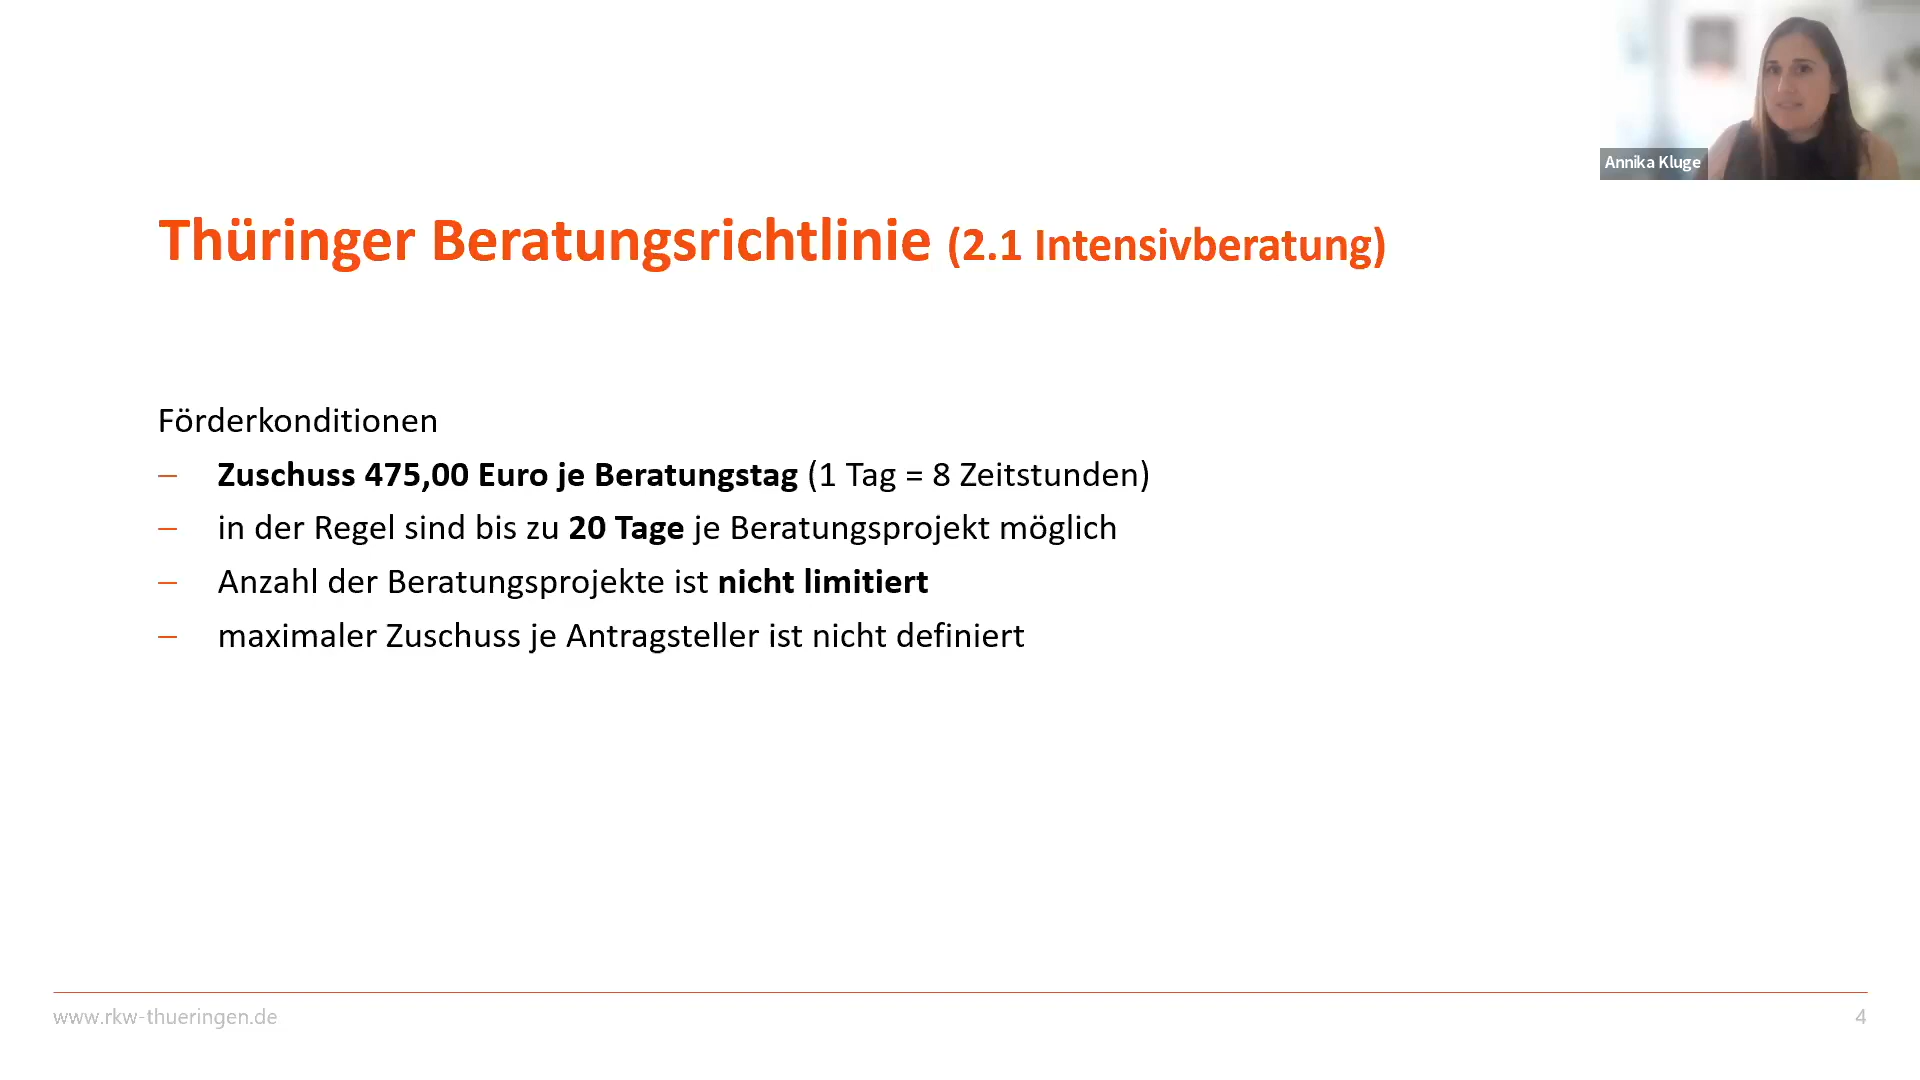 Annika Kluge
Thüringer Beratungsrichtlinie (2.1 Intensivberatung)
Förderkonditionen
– Zuschuss 475,00 Euro je Beratungstag (1 Tag = 8 Zeitstunden)
– in der Regel sind bis zu 20 Tage je Beratungsprojekt möglich
– Anzahl der Beratungsprojekte ist nicht limitiert
– maximaler Zuschuss je Antragsteller ist nicht definiert
www.rkw-thueringen.de
4